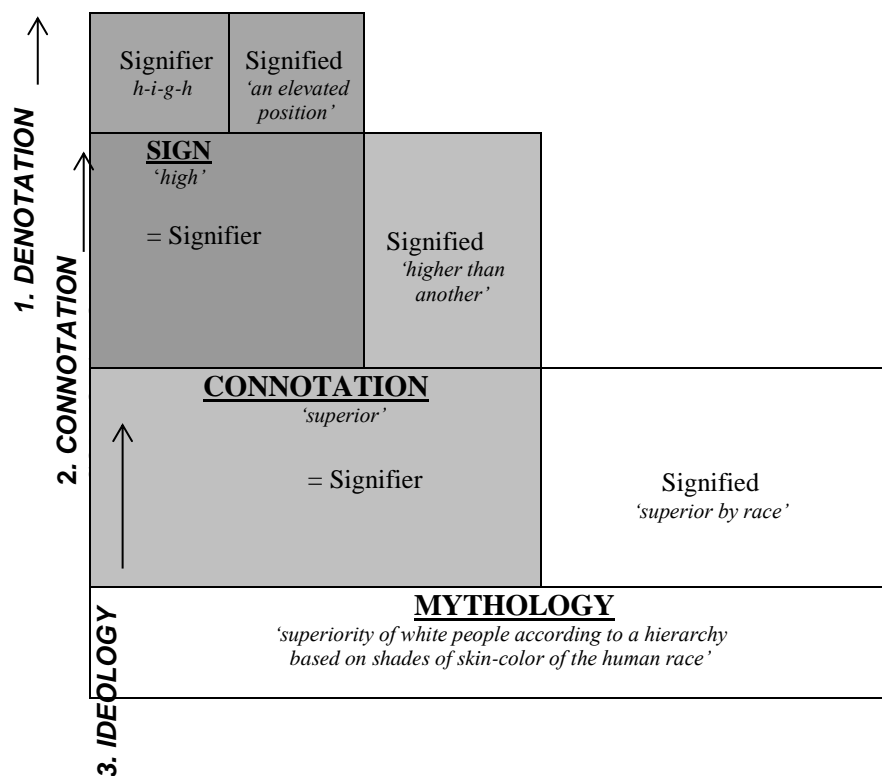 Signifier
h-i-g-h
Signified
‘an elevated
position’
SIGN
‘high’
= Signifier
Signified
‘higher than
another’
CONNOTATION
‘superior’
= Signifier
Signified
‘superior by race’
MYTHOLOGY
‘superiority of white people according to a hierarchy
based on shades of skin-color of the human race’
1. DENOTATION
2. CONNOTATION
3. IDEOLOGY